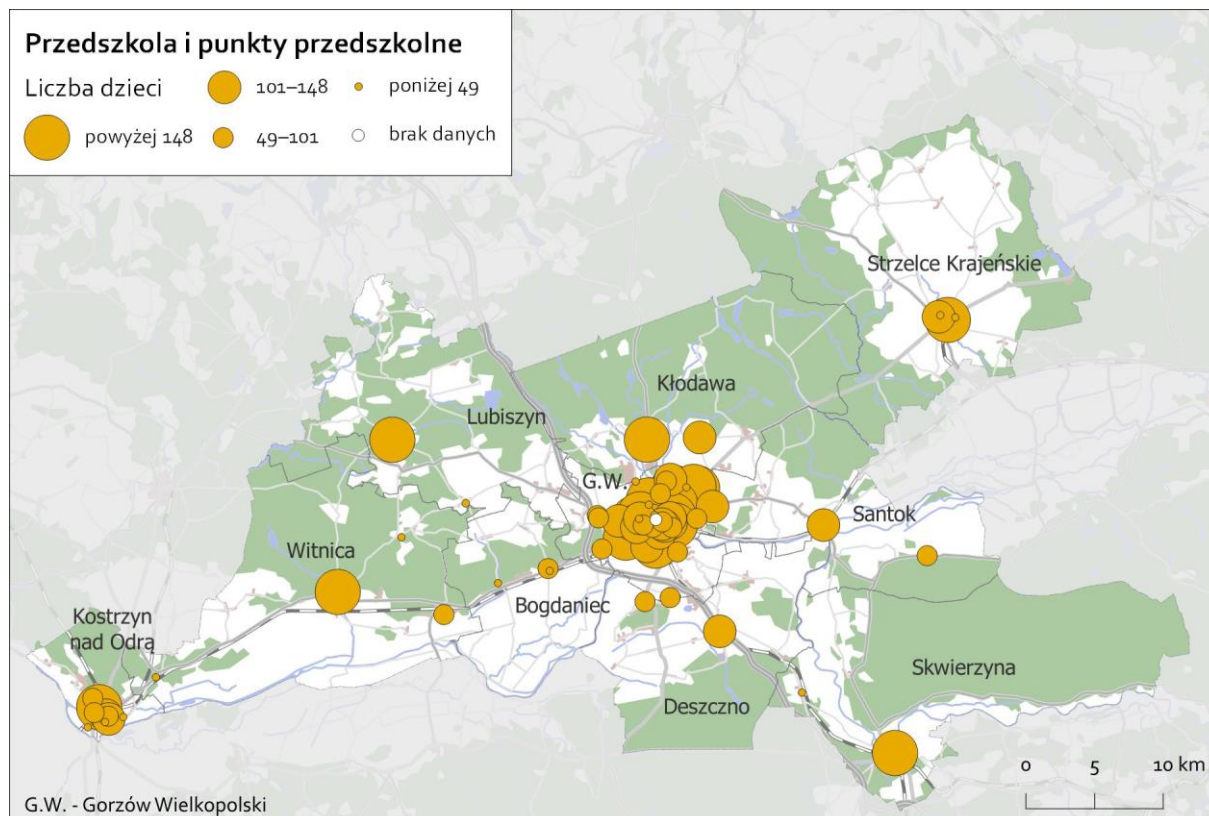 Przedszkola i punkty przedszkolne
Liczba dzieci
101–148
poniżej 49
powyżej 148
49–101
brak danych
Strzelce Krajeńskie
Kłodawa
Lubiszyn
G.W.
Santok
Witnica
Bogdaniec
Kostrzyn
nad Odrą
Skwierzyna
Deszczno
0 5 10 km
G.W. - Gorzów Wielkopolski